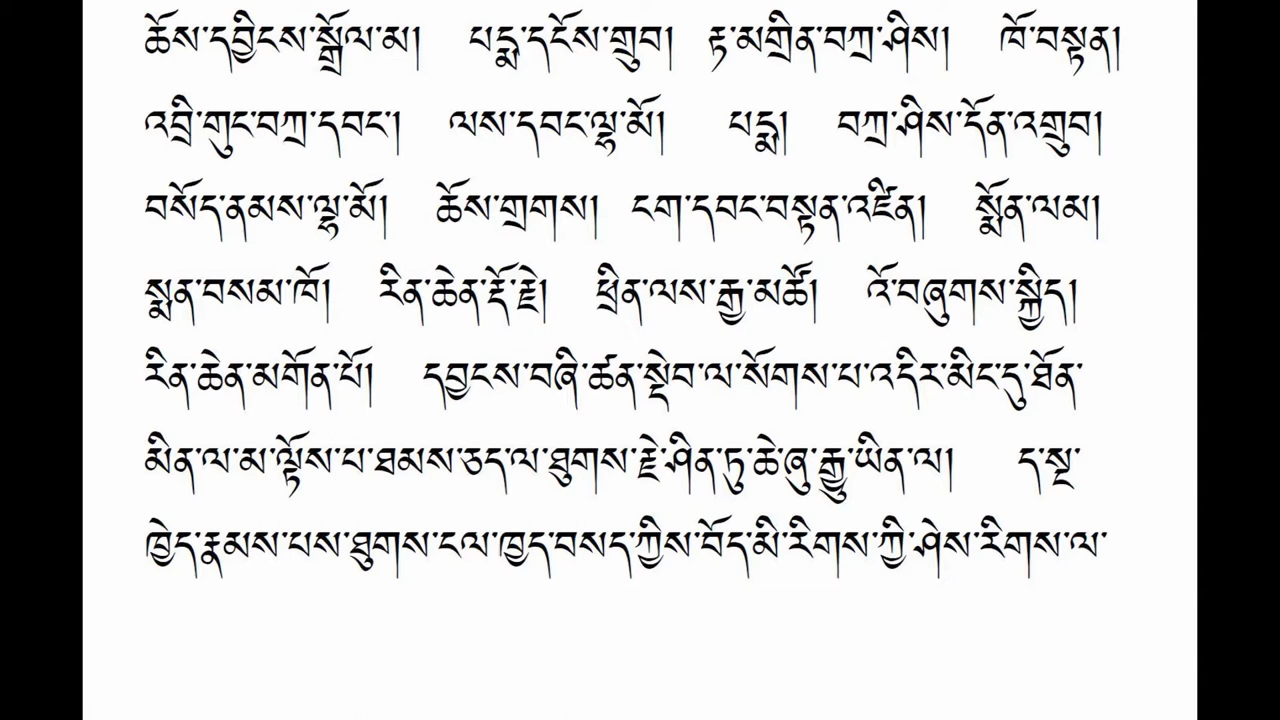 ཆོས་དབྱིངས་སྒྲོལ་མ། པདྨ་དངོས་གྲུབ། རྟ་མགྲིན་བཀྲ་ཤིས། ཁོ་བསྟན།
འབྲི་གུང་བཀྲ་དབང་། ལས་དབང་ལྷ་མོ། པདྨ། བཀྲ་ཤིས་དོན་འགྲུབ།
བསོད་ནམས་ལྷ་མོ། ཆོས་གྲགས། ངག་དབང་བསྟན་འཛིན། སྨོན་ལམ།
སྨན་བསམ་ཁོ། རིན་ཆེན་རྡོ་རྗེ། ཕྲིན་ལས་རྒྱ་མཚོ། འོ་བཞུགས་སྐྱིད།
རིན་ཆེན་མགོན་པོ། དབྱངས་བཞི་ཚན་སྡེབ་ལ་སོགས་པ་འདིར་མིང་དུ་ཐོན་
མིན་ལ་མ་ལྟོས་པ་ཐམས་ཅད་ལ་ཐུགས་རྗེ་ཤིན་ཏུ་ཆེ་ཞུ་རྒྱུ་ཡིན་ལ། ད་སྔ་
ཁྱེད་རྣམས་པས་ཐུགས་ངལ་ཁྱད་བསད་ཀྱིས་བོད་མི་རིགས་ཀྱི་ཤེས་རིགས་ལ་